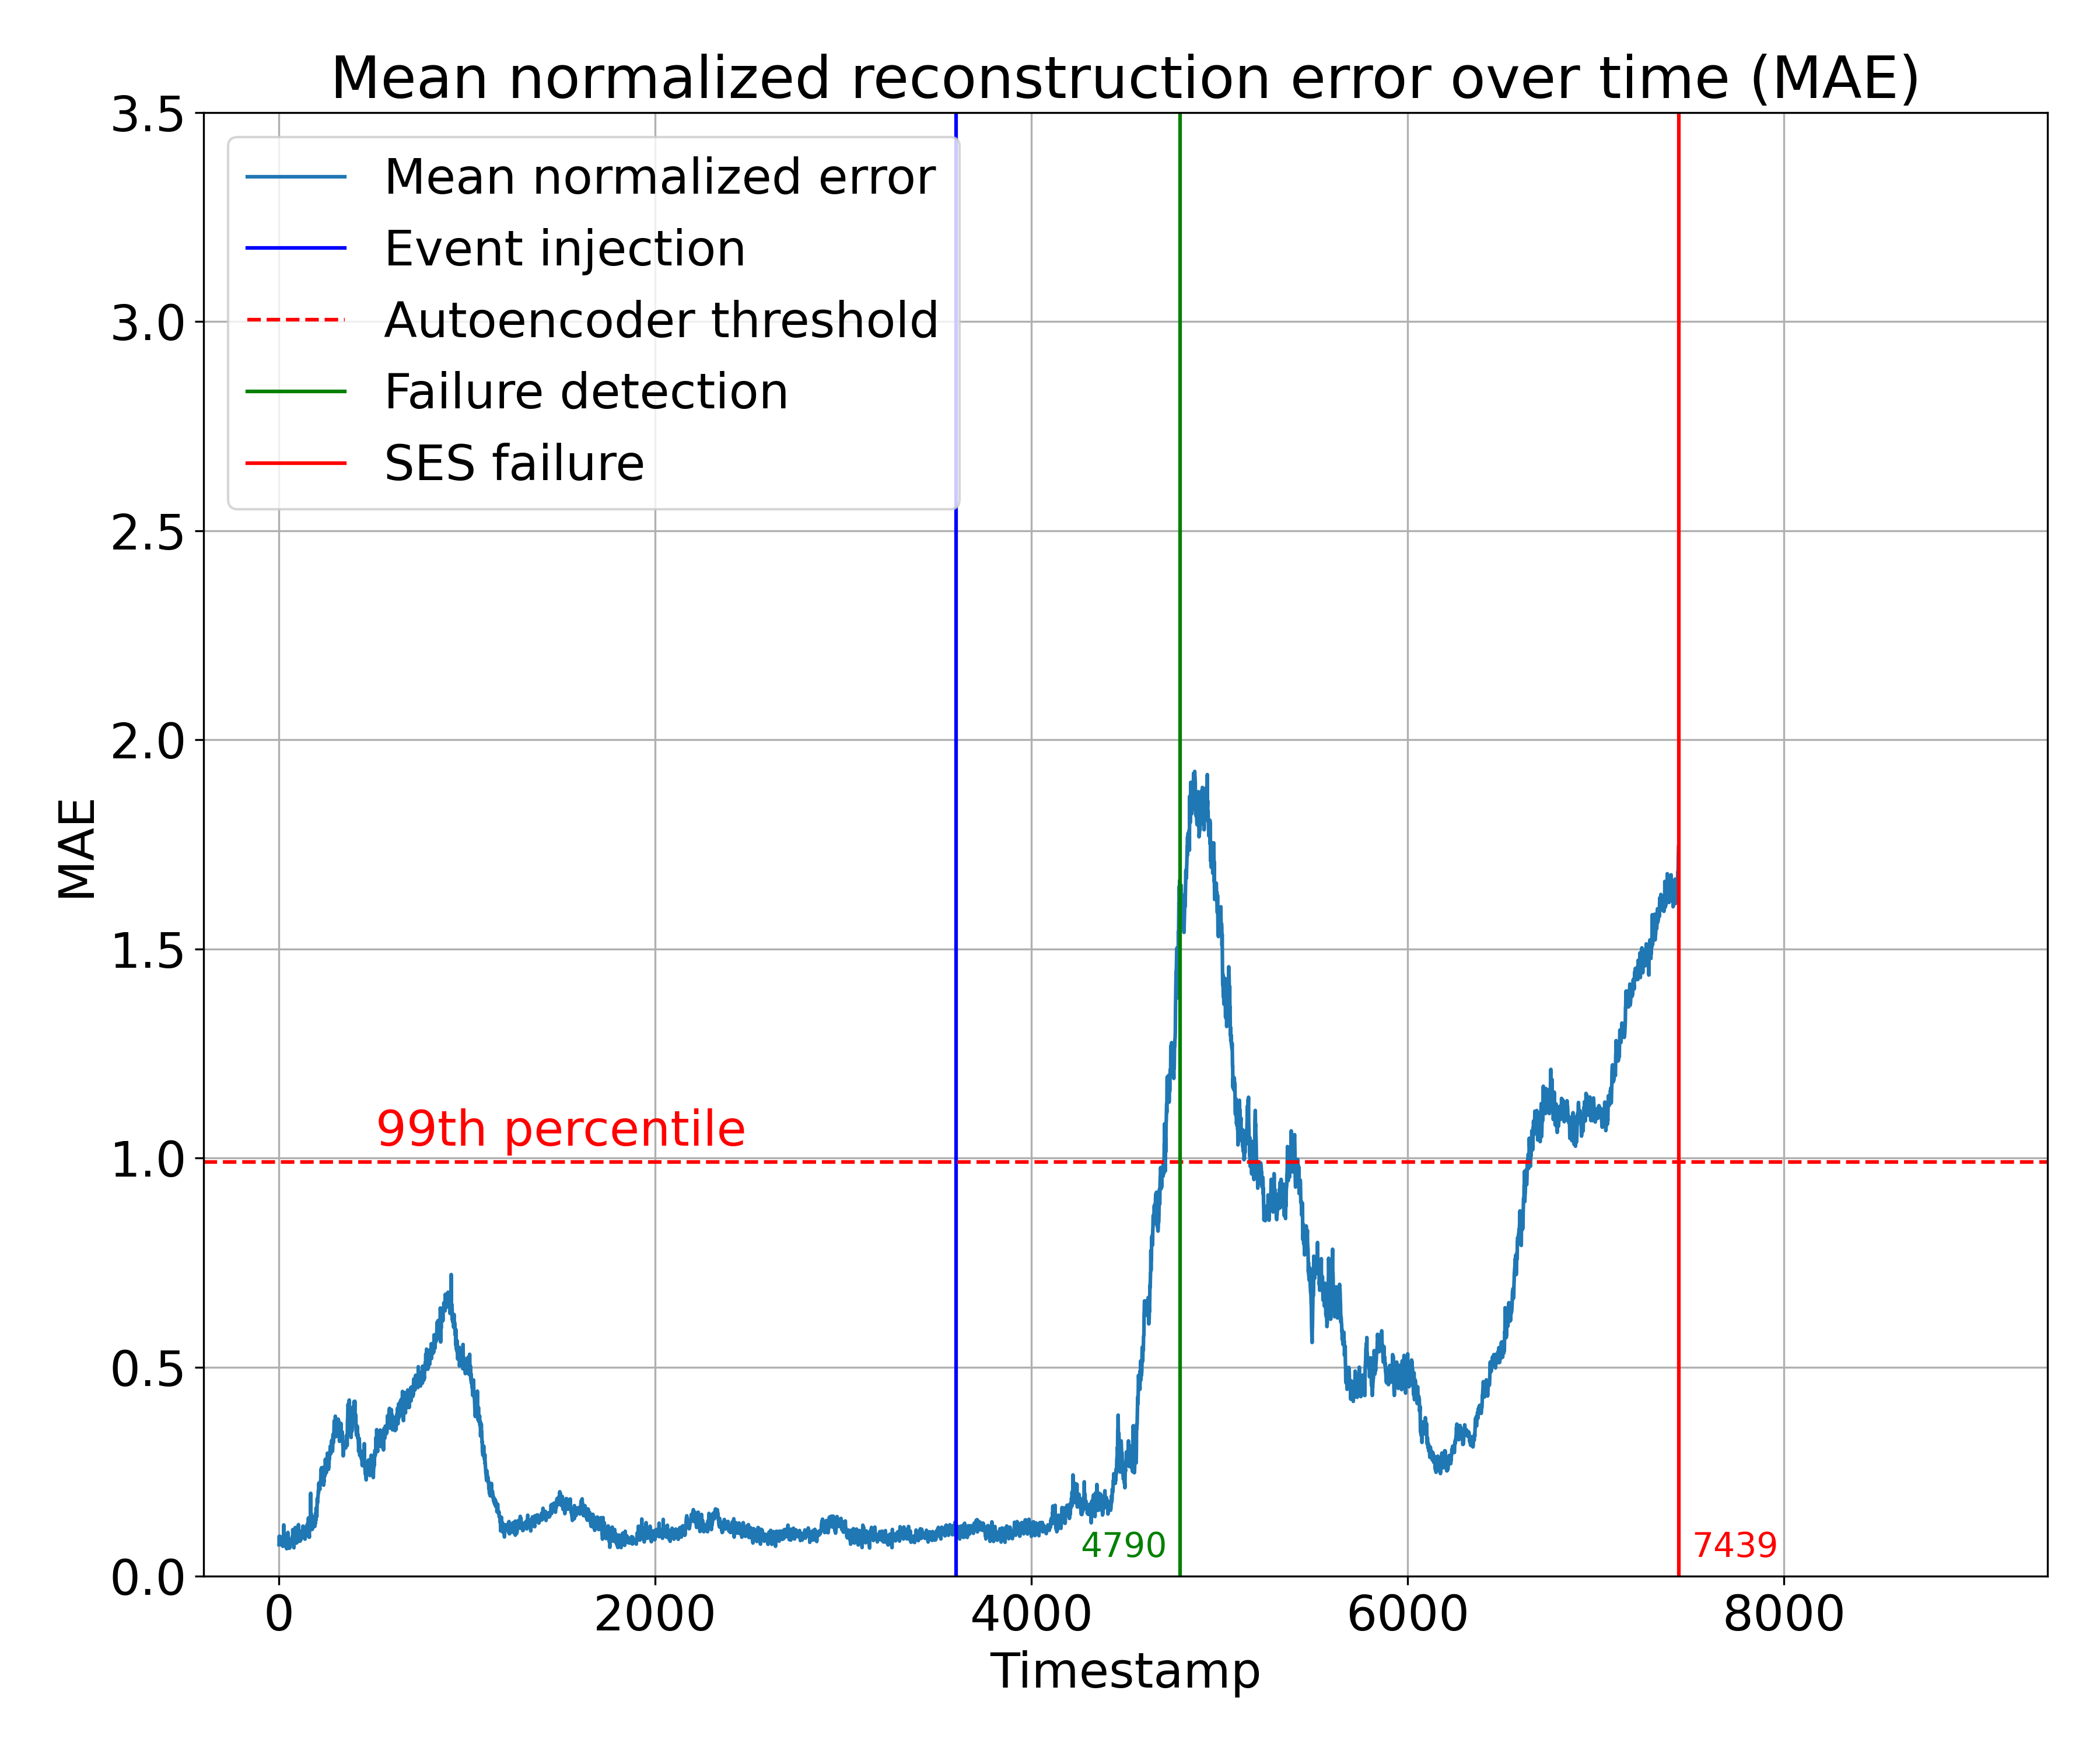 Mean normalized reconstruction error over time (MAE)
3.5
3.0
2.5
2.0
1.5
1.0
0.5
0.0
MAE
Mean normalized error
Event injection
Autoencoder threshold
Failure detection
SES failure
99th percentile
4790
7439
0 2000 4000 6000 8000
Timestamp